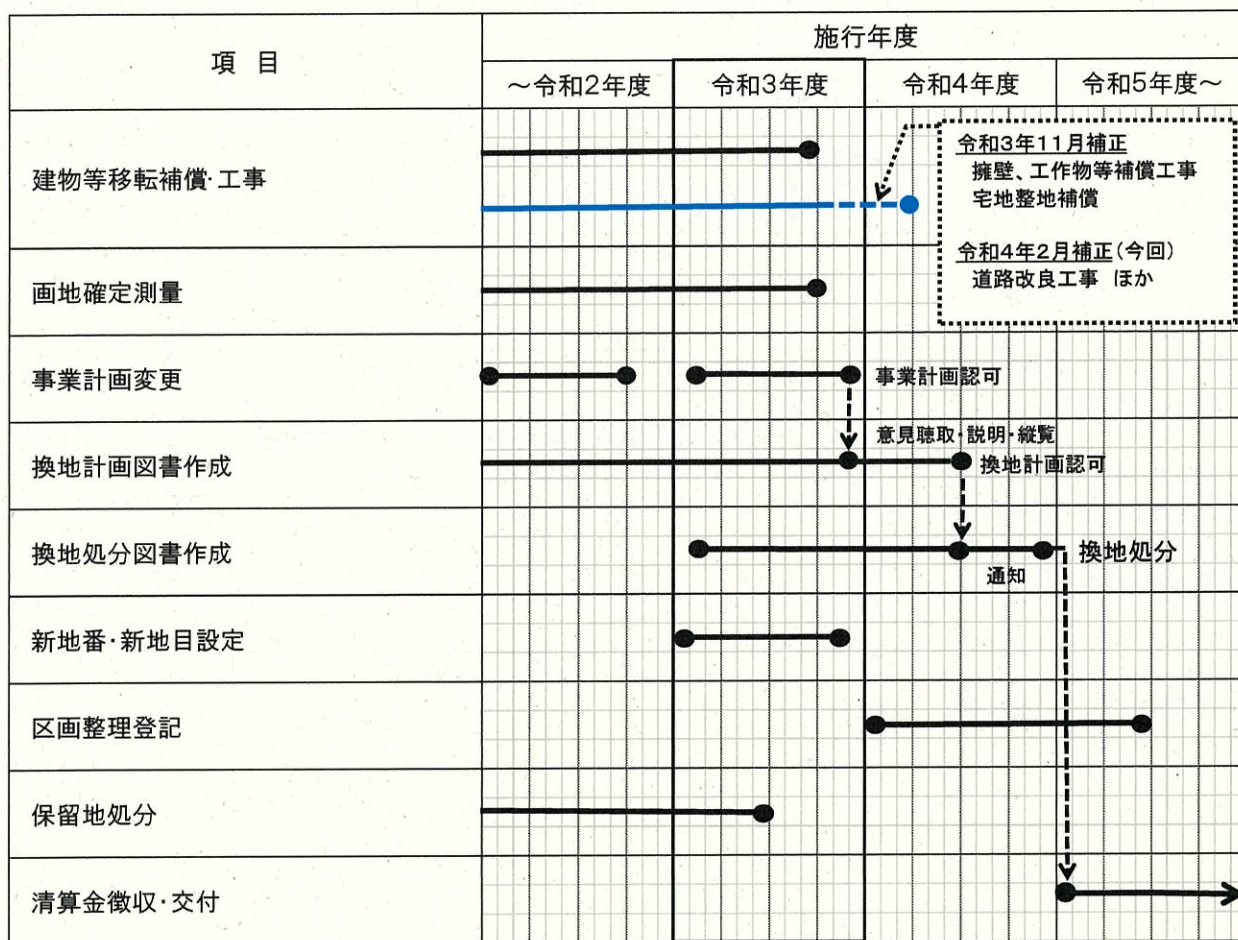 項 目
施行年度
～令和2年度
令和3年度
令和4年度
令和5年度～
建物等移転補償・工事
令和3年11月補正
擁壁、工作物等補償工事
宅地整地補償
令和4年2月補正(今回)
道路改良工事 ほか
画地確定測量
事業計画変更
事業計画認可
意見聴取・説明・縦覧
換地計画図書作成
換地計画認可
換地処分図書作成
換地処分
通知
新地番・新地目設定
区画整理登記
保留地処分
清算金徴収・交付